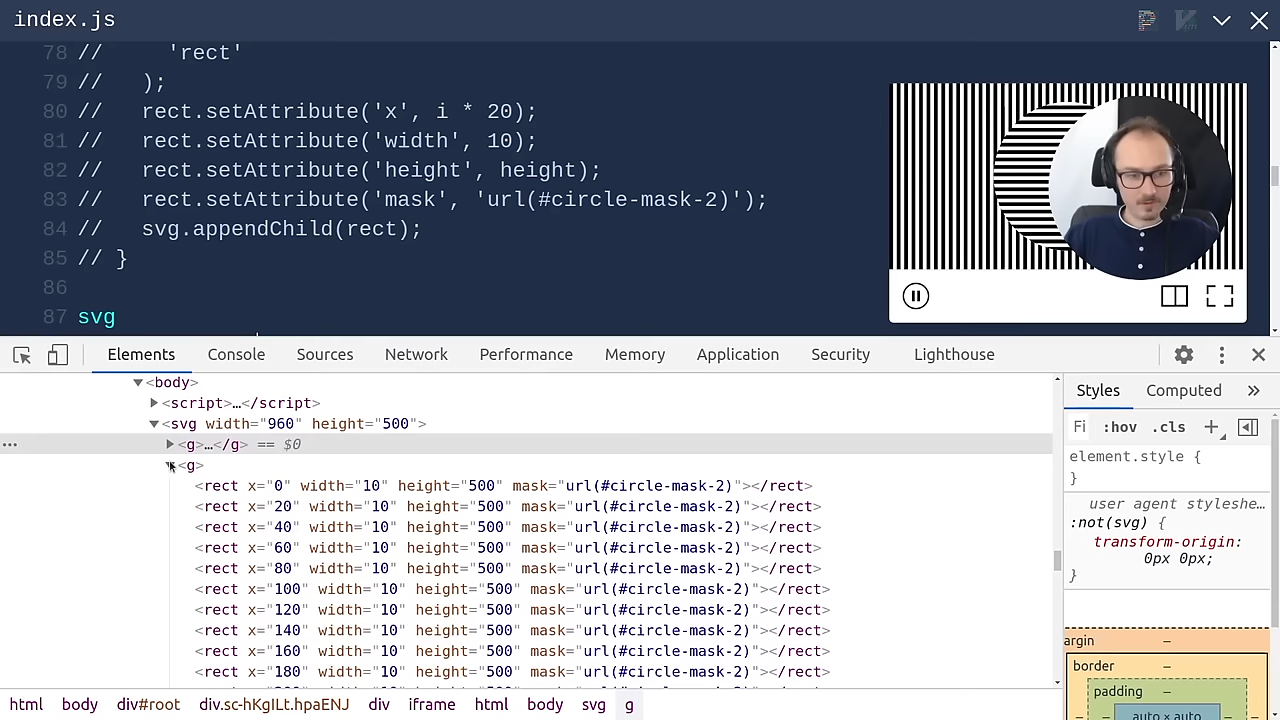 index.js
78 //     'rect'
79 //   );
80 //   rect.setAttribute('x', i * 20);
81 //   rect.setAttribute('width', 10);
82 //   rect.setAttribute('height', height);
83 //   rect.setAttribute('mask', 'url(#circle-mask-2)');
84 //   svg.appendChild(rect);
85 // }
86
87 svg
Elements Console Sources Network Performance Memory Application Security Lighthouse
<body>
<script>…</script>
<svg width="960" height="500">
<g>…</g> == $0
<g>
<rect x="0" width="10" height="500" mask="url(#circle-mask-2)"></rect>
<rect x="20" width="10" height="500" mask="url(#circle-mask-2)"></rect>
<rect x="40" width="10" height="500" mask="url(#circle-mask-2)"></rect>
<rect x="60" width="10" height="500" mask="url(#circle-mask-2)"></rect>
<rect x="80" width="10" height="500" mask="url(#circle-mask-2)"></rect>
<rect x="100" width="10" height="500" mask="url(#circle-mask-2)"></rect>
<rect x="120" width="10" height="500" mask="url(#circle-mask-2)"></rect>
<rect x="140" width="10" height="500" mask="url(#circle-mask-2)"></rect>
<rect x="160" width="10" height="500" mask="url(#circle-mask-2)"></rect>
<rect x="180" width="10" height="500" mask="url(#circle-mask-2)"></rect>
html body div#root div.sc-hKgILt.hpaENJ div iframe html body svg g
Styles Computed »
Fi :hov .cls +
element.style {
}
user agent styleshe…
:not(svg) {
transform-origin:
0px 0px;
}
argin –
border –
padding –
– auto × auto –